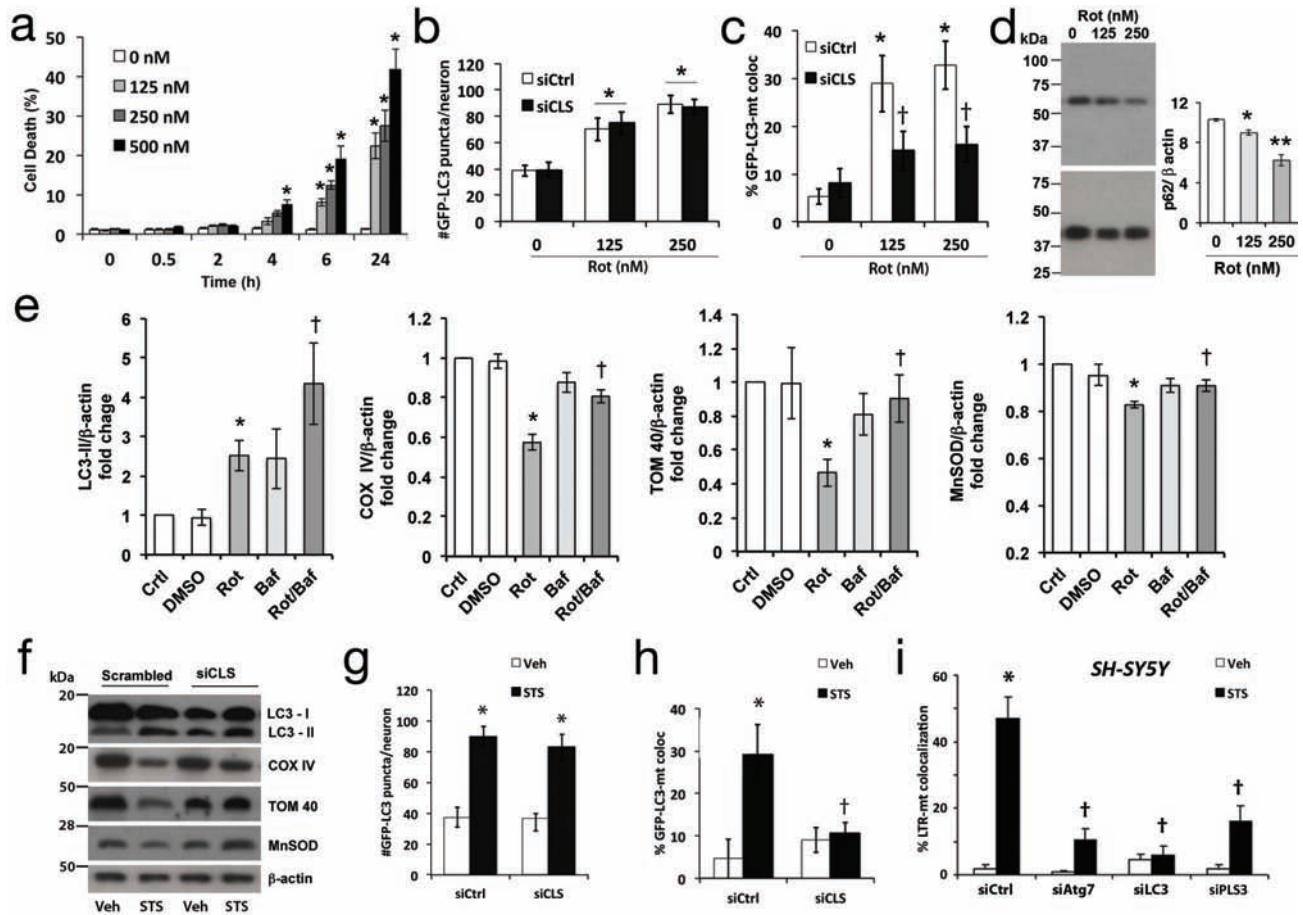 a
Cell Death (%)
60
50
40
30
20
10
0
0 nM
125 nM
250 nM
500 nM
* * * * * * *
0 0.5 2 4 6 24
Time (h)
b
#GFP-LC3 puncta/neuron
120
100
80
60
40
20
0
siCtrl
siCLS
* *
0 125 250
Rot (nM)
c
% GFP-LC3-mt coloc
40
30
20
10
0
siCtrl
siCLS
* *
† †
0 125 250
Rot (nM)
d
Rot (nM)
kDa 0 125 250
100
75
50
37
75
50
37
25
p62/ β actin
12
8
4
0
* **
0 125 250
Rot (nM)
e
LC3-II/β-actin
fold chage
6
5
4
3
2
1
0
* †
Crtl DMSO Rot Baf Rot/Baf
COX IV/β-actin
fold change
1.2
1
0.8
0.6
0.4
0.2
0
* †
Crtl DMSO Rot Baf Rot/Baf
TOM 40/β-actin
fold change
1.4
1.2
1
0.8
0.6
0.4
0.2
0
* †
Crtl DMSO Rot Baf Rot/Baf
MnSOD/β-actin
fold change
1.2
1
0.8
0.6
0.4
0.2
* †
Crtl DMSO Rot Baf Rot/Baf
f
kDa Scrambled siCLS
20
LC3 - I
LC3 - II
20
COX IV
50
TOM 40
28
MnSOD
50
β-actin
Veh STS Veh STS
g
#GFP-LC3 puncta/neuron
120
100
80
60
40
20
0
Veh
STS
* *
siCtrl siCLS
h
% GFP-LC3-mt coloc
40
30
20
10
0
Veh
STS
* †
siCtrl siCLS
i
SH-SY5Y
% LTR-mt colocalization
60
40
20
0
Veh
STS
* † † †
siCtrl siAtg7 siLC3 siPLS3